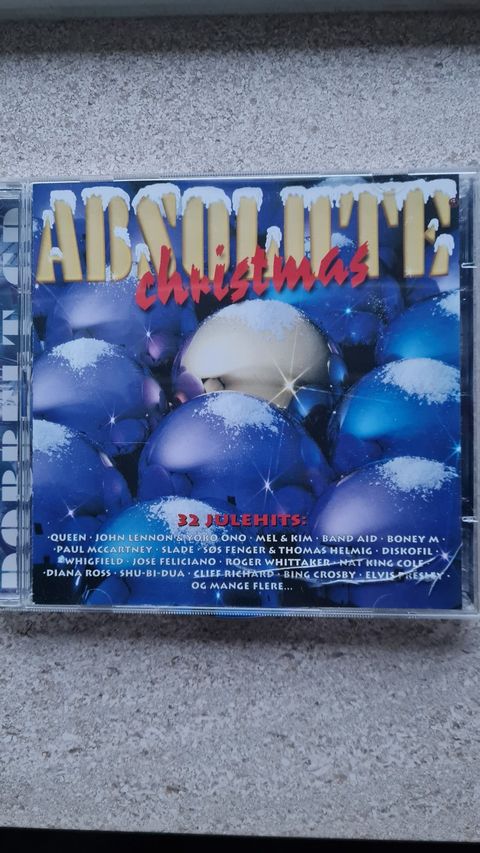 ABSOLUTE
christmas
DOBBELT CD
32 JULEHITS:
·QUEEN · JOHN LENNON & YOKO ONO · MEL & KIM · BAND AID · BONEY M ·
·PAUL MCCARTNEY · SLADE · SØS FENGER & THOMAS HELMIG · DISKOFIL ·
·WHIGFIELD · JOSE FELICIANO · ROGER WHITTAKER · NAT KING COLE ·
·DIANA ROSS · SHU-BI-DUA · CLIFF RICHARD · BING CROSBY · ELVIS PRESLEY ·
OG MANGE FLERE...